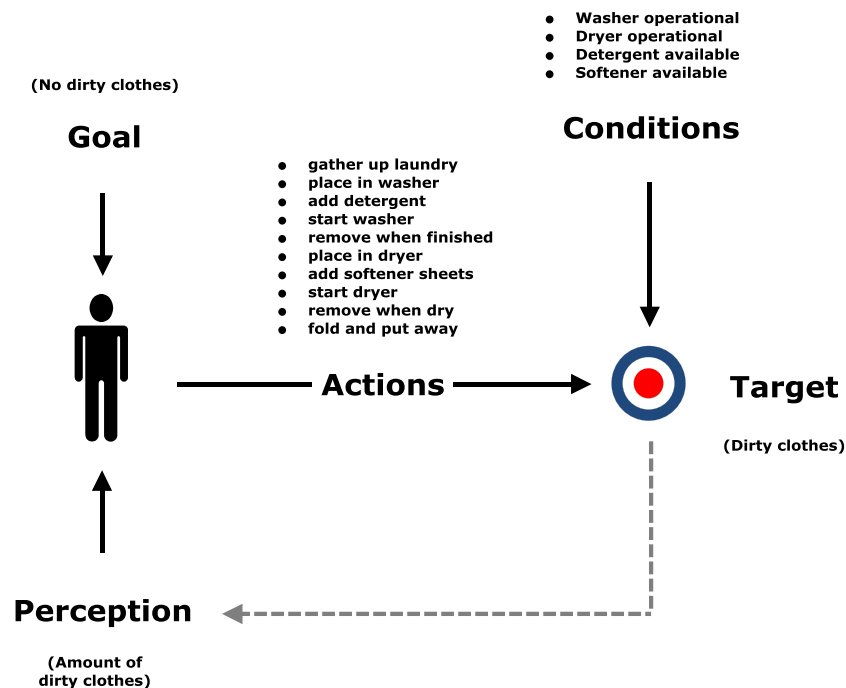 ● Washer operational
● Dryer operational
● Detergent available
● Softener available
(No dirty clothes)
Goal
Conditions
● gather up laundry
● place in washer
● add detergent
● start washer
● remove when finished
● place in dryer
● add softener sheets
● start dryer
● remove when dry
● fold and put away
Actions
Target
(Dirty clothes)
Perception
(Amount of
dirty clothes)